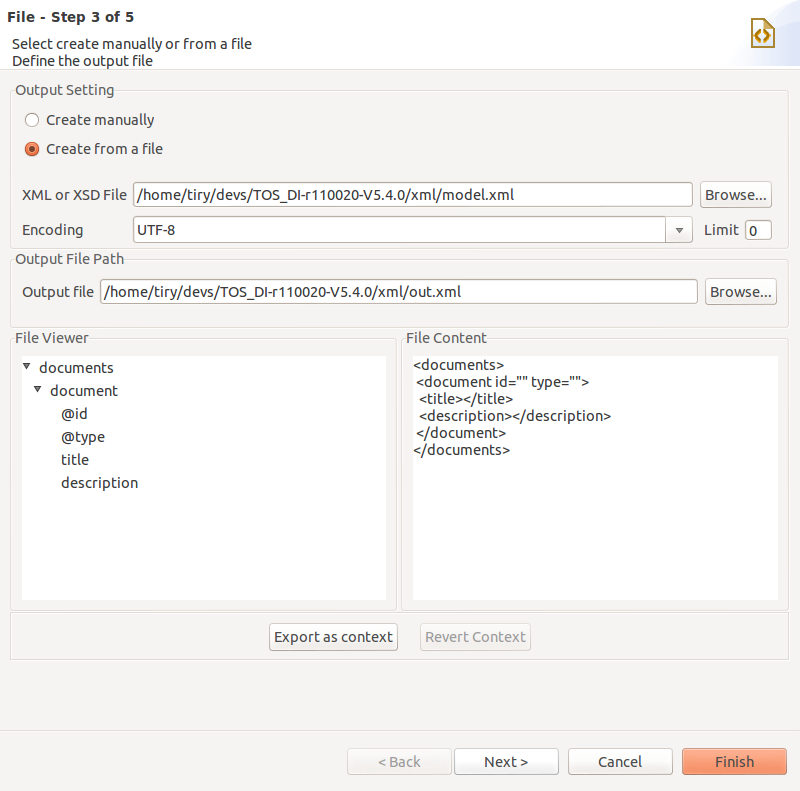 File - Step 3 of 5
Select create manually or from a file
Define the output file
Output Setting
Create manually
Create from a file
XML or XSD File /home/tiry/devs/TOS_DI-r110020-V5.4.0/xml/model.xml Browse...
Encoding UTF-8 Limit 0
Output File Path
Output file /home/tiry/devs/TOS_DI-r110020-V5.4.0/xml/out.xml Browse...
File Viewer
documents
document
@id
@type
title
description
File Content
<documents>
<document id="" type="">
<title></title>
<description></description>
</document>
</documents>
Export as context Revert Context
< Back Next > Cancel Finish